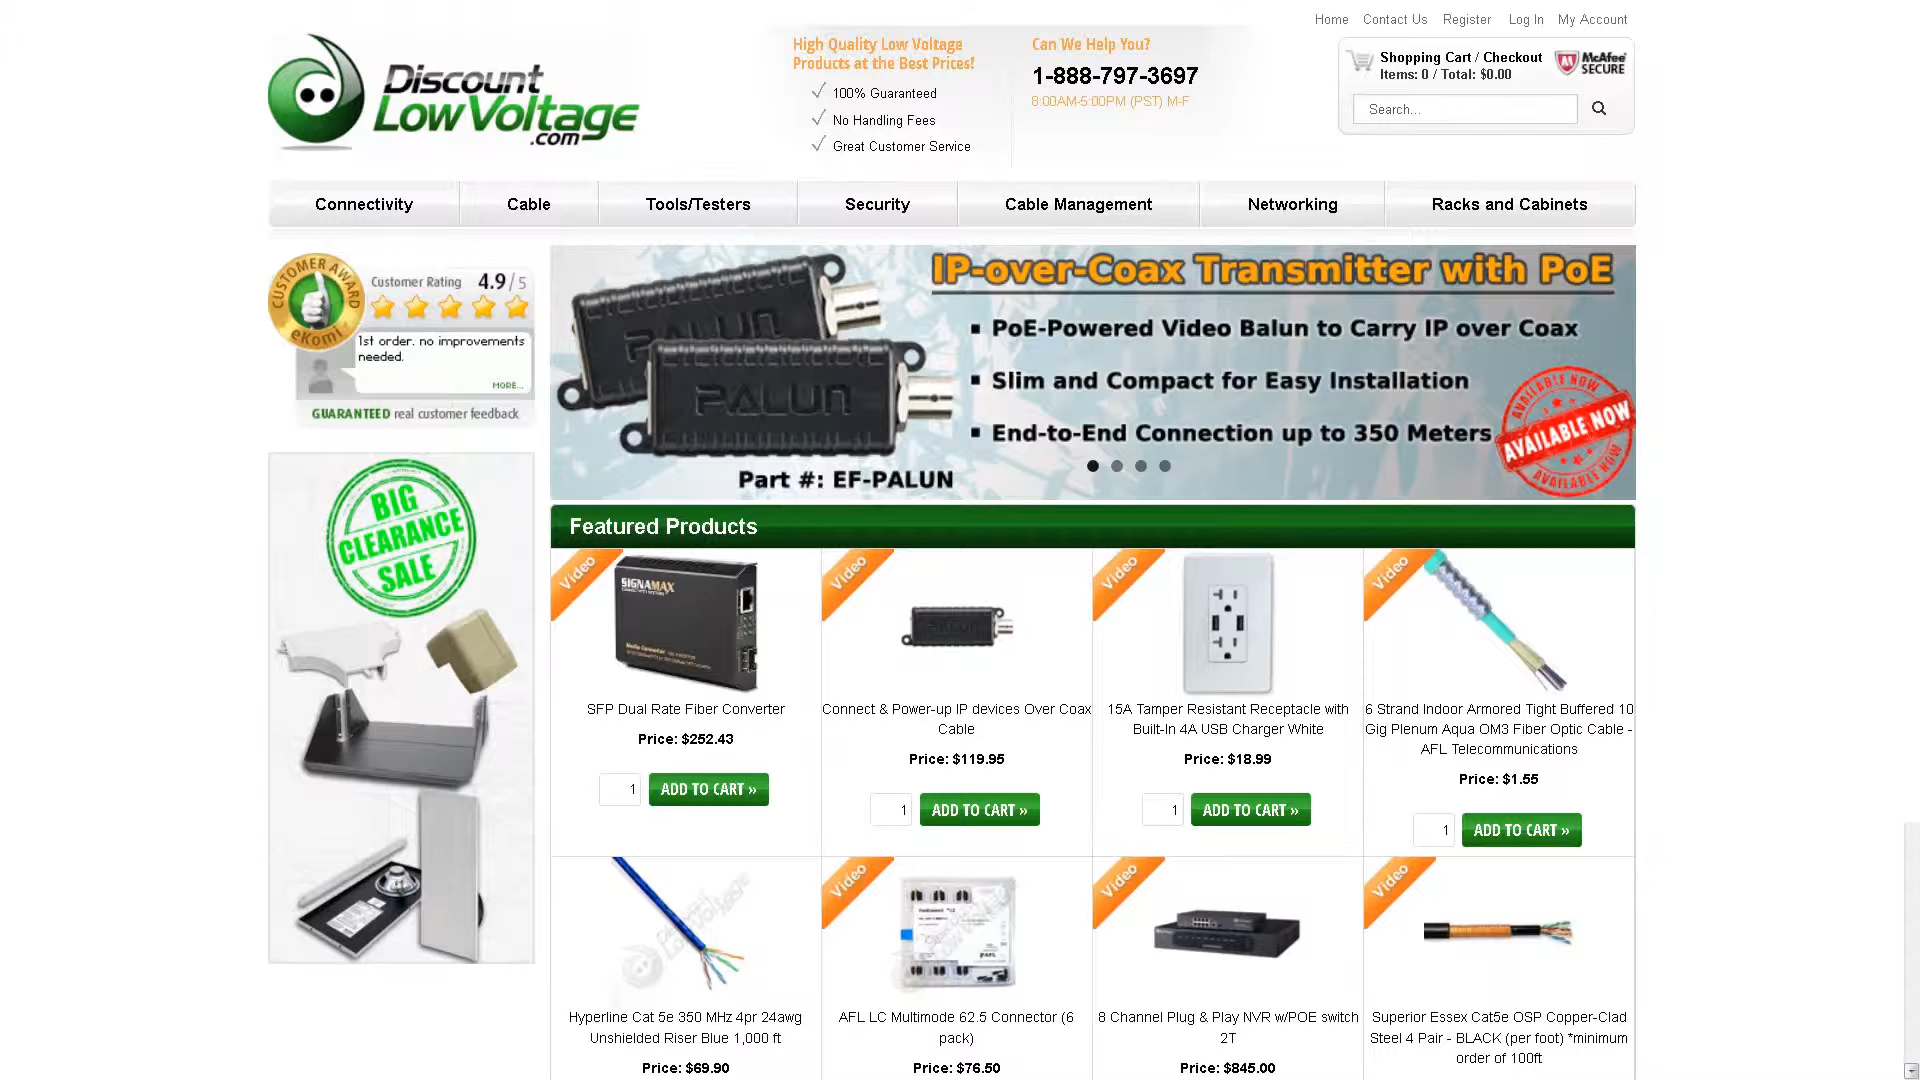 Home Contact Us Register Log In My Account
Discount
LowVoltage
.com
High Quality Low Voltage
Products at the Best Prices!
100% Guaranteed
No Handling Fees
Great Customer Service
Can We Help You?
1-888-797-3697
8:00AM-5:00PM (PST) M-F
Shopping Cart / Checkout
Items: 0 / Total: $0.00
McAfee
SECURE
Search...
Connectivity Cable Tools/Testers Security Cable Management Networking Racks and Cabinets
CUSTOMER AWARD
eKomi
Customer Rating 4.9 / 5
1st order. no improvements
needed.
MORE...
GUARANTEED real customer feedback
BIG
CLEARANCE
SALE
IP-over-Coax Transmitter with PoE
PoE-Powered Video Balun to Carry IP over Coax
Slim and Compact for Easy Installation
End-to-End Connection up to 350 Meters
Part #: EF-PALUN
PALUN
PALUN
AVAILABLE NOW
AVAILABLE NOW
AVAILABLE NOW
Featured Products
Video
SIGNAMAX
Media Converter
SFP Dual Rate Fiber Converter
Price: $252.43
1 ADD TO CART »
Video
PALUN
Connect & Power-up IP devices Over Coax
Cable
Price: $119.95
1 ADD TO CART »
Video
15A Tamper Resistant Receptacle with
Built-In 4A USB Charger White
Price: $18.99
1 ADD TO CART »
Video
6 Strand Indoor Armored Tight Buffered 10
Gig Plenum Aqua OM3 Fiber Optic Cable -
AFL Telecommunications
Price: $1.55
1 ADD TO CART »
Discount
LowVoltage
Hyperline Cat 5e 350 MHz 4pr 24awg
Unshielded Riser Blue 1,000 ft
Price: $69.90
Video
AFL
AFL LC Multimode 62.5 Connector (6
pack)
Price: $76.50
Video
8 Channel Plug & Play NVR w/POE switch
2T
Price: $845.00
Video
Superior Essex Cat5e OSP Copper-Clad
Steel 4 Pair - BLACK (per foot) *minimum
order of 100ft